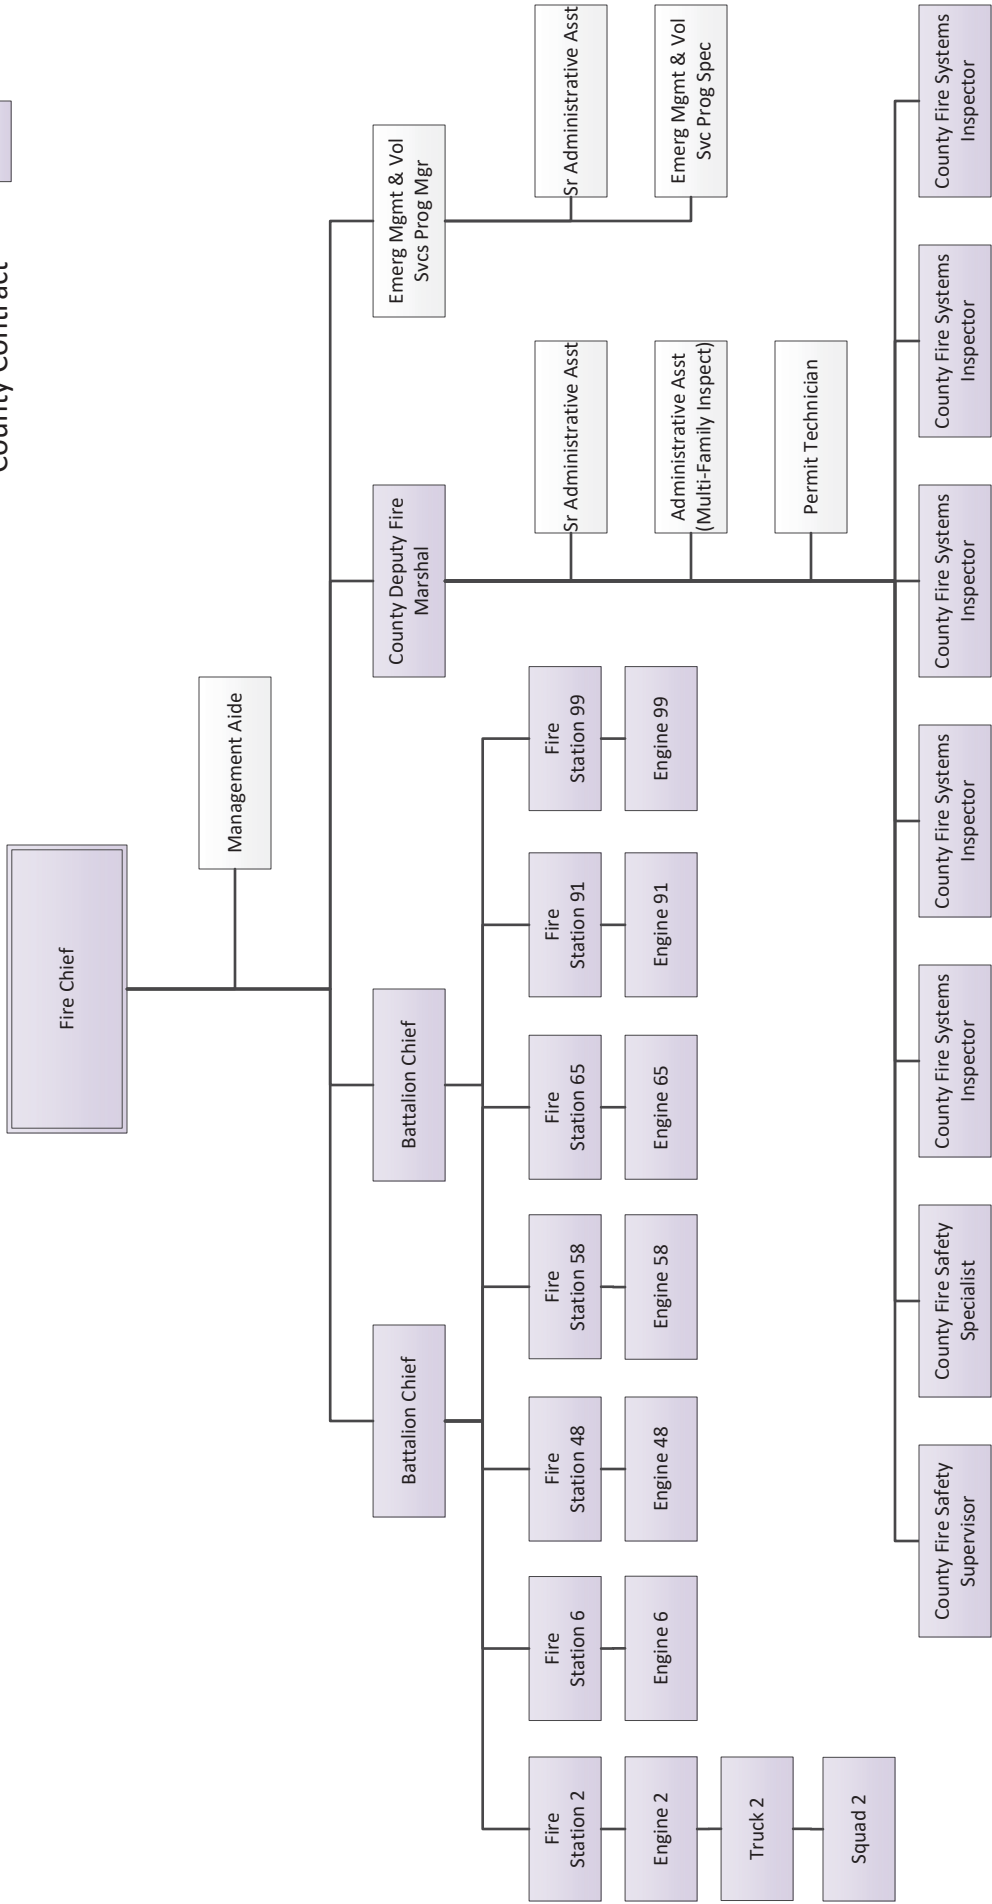 County Contract
Fire Chief
Management Aide
Battalion Chief
Battalion Chief
County Deputy Fire
Marshal
Emerg Mgmt & Vol
Svcs Prog Mgr
Fire
Station 2
Fire
Station 6
Fire
Station 48
Fire
Station 58
Fire
Station 65
Fire
Station 91
Fire
Station 99
Sr Administrative Asst
Sr Administrative Asst
Engine 2
Engine 6
Engine 48
Engine 58
Engine 65
Engine 91
Engine 99
Administrative Asst
(Multi-Family Inspect)
Emerg Mgmt & Vol
Svc Prog Spec
Truck 2
Permit Technician
Squad 2
County Fire Safety
Supervisor
County Fire Safety
Specialist
County Fire Systems
Inspector
County Fire Systems
Inspector
County Fire Systems
Inspector
County Fire Systems
Inspector
County Fire Systems
Inspector